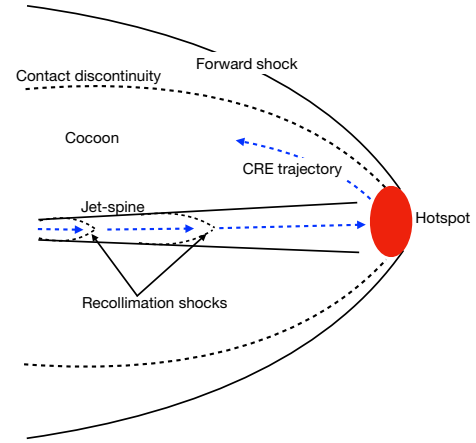 Forward shock
Contact discontinuity
Cocoon
CRE trajectory
Jet-spine
Hotspot
Recollimation shocks